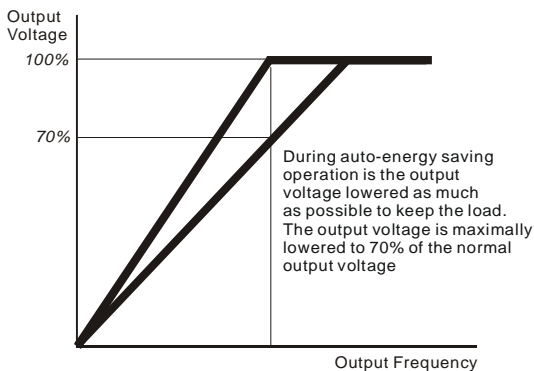 Output
Voltage
100%
70%
During auto-energy saving
operation is the output
voltage lowered as much
as possible to keep the load.
The output voltage is maximally
lowered to 70% of the normal
output voltage
Output Frequency